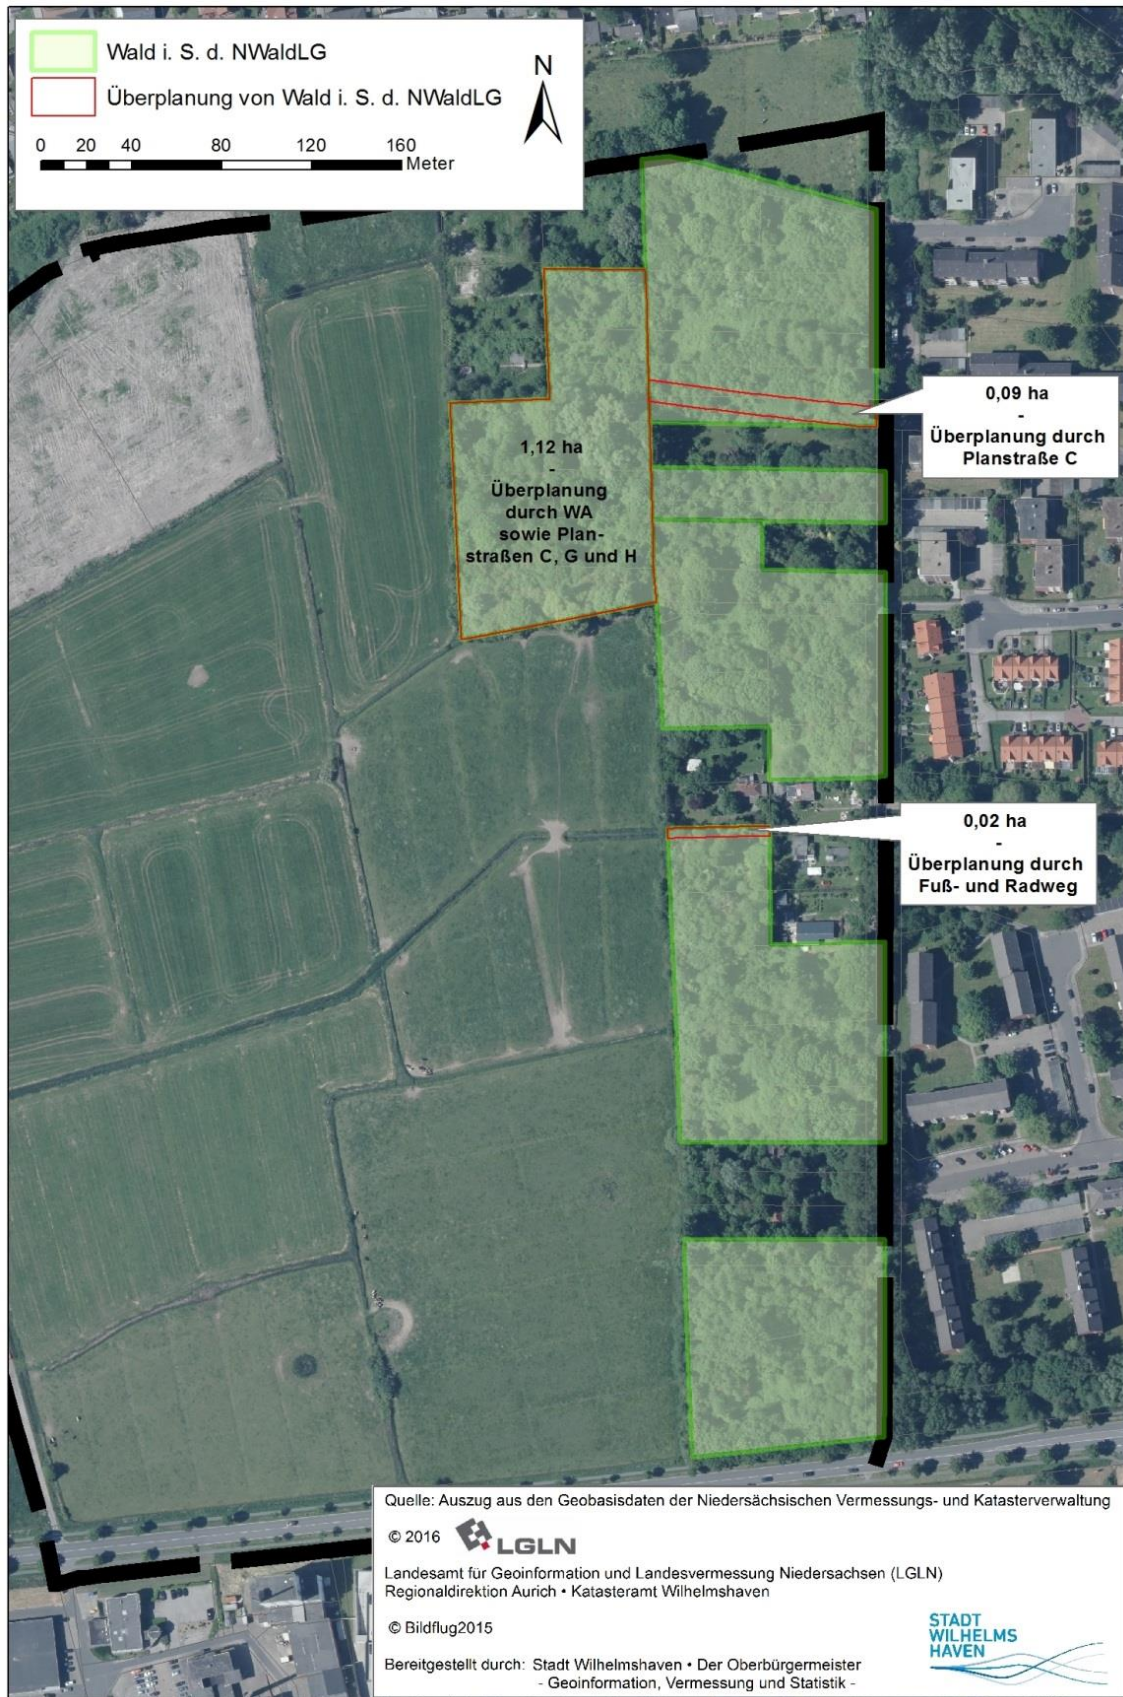 Wald i. S. d. NWaldLG
Überplanung von Wald i. S. d. NWaldLG
N
0 20 40 80 120 160
Meter
0,09 ha
-
Überplanung durch
Planstraße C
1,12 ha
-
Überplanung
durch WA
sowie Plan-
straßen C, G und H
0,02 ha
-
Überplanung durch
Fuß- und Radweg
Quelle: Auszug aus den Geobasisdaten der Niedersächsischen Vermessungs- und Katasterverwaltung
© 2016 LGLN
Landesamt für Geoinformation und Landesvermessung Niedersachsen (LGLN)
Regionaldirektion Aurich • Katasteramt Wilhelmshaven
© Bildflug2015
STADT
WILHELMS
HAVEN
Bereitgestellt durch: Stadt Wilhelmshaven • Der Oberbürgermeister
- Geoinformation, Vermessung und Statistik -